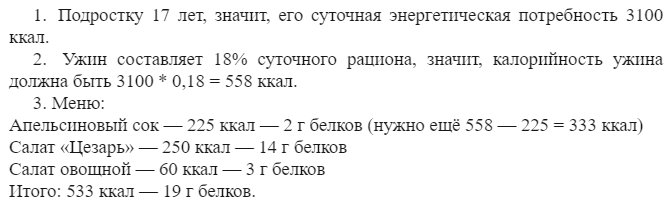 1. Подростку 17 лет, значит, его суточная энергетическая потребность 3100
ккал.
2. Ужин составляет 18% суточного рациона, значит, калорийность ужина
должна быть 3100 * 0,18 = 558 ккал.
3. Меню:
Апельсиновый сок — 225 ккал — 2 г белков (нужно ещё 558 — 225 = 333 ккал)
Салат «Цезарь» — 250 ккал — 14 г белков
Салат овощной — 60 ккал — 3 г белков
Итого: 533 ккал — 19 г белков.